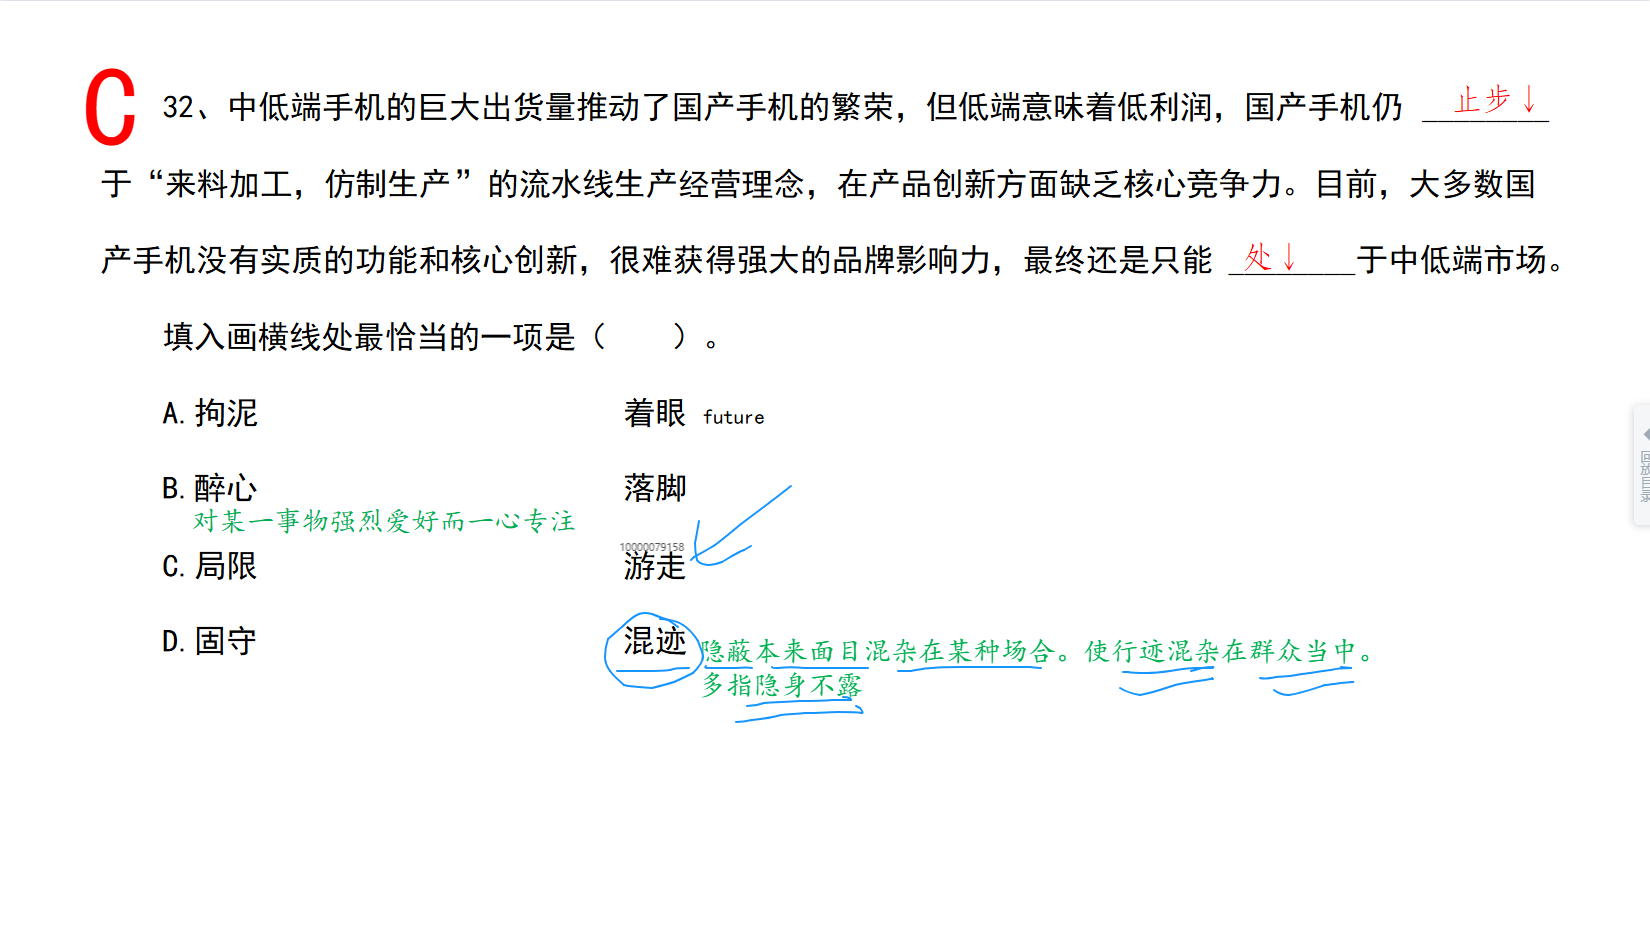 C
32、中低端手机的巨大出货量推动了国产手机的繁荣，但低端意味着低利润，国产手机仍 止步↓
于“来料加工，仿制生产”的流水线生产经营理念，在产品创新方面缺乏核心竞争力。目前，大多数国
产手机没有实质的功能和核心创新，很难获得强大的品牌影响力，最终还是只能 处↓ 于中低端市场。
填入画横线处最恰当的一项是（　　）。
A.拘泥 着眼 future
B.醉心 落脚
对某一事物强烈爱好而一心专注
10000079158
C.局限 游走
D.固守 混迹 隐蔽本来面目混杂在某种场合。使行迹混杂在群众当中。
多指隐身不露
回放目录